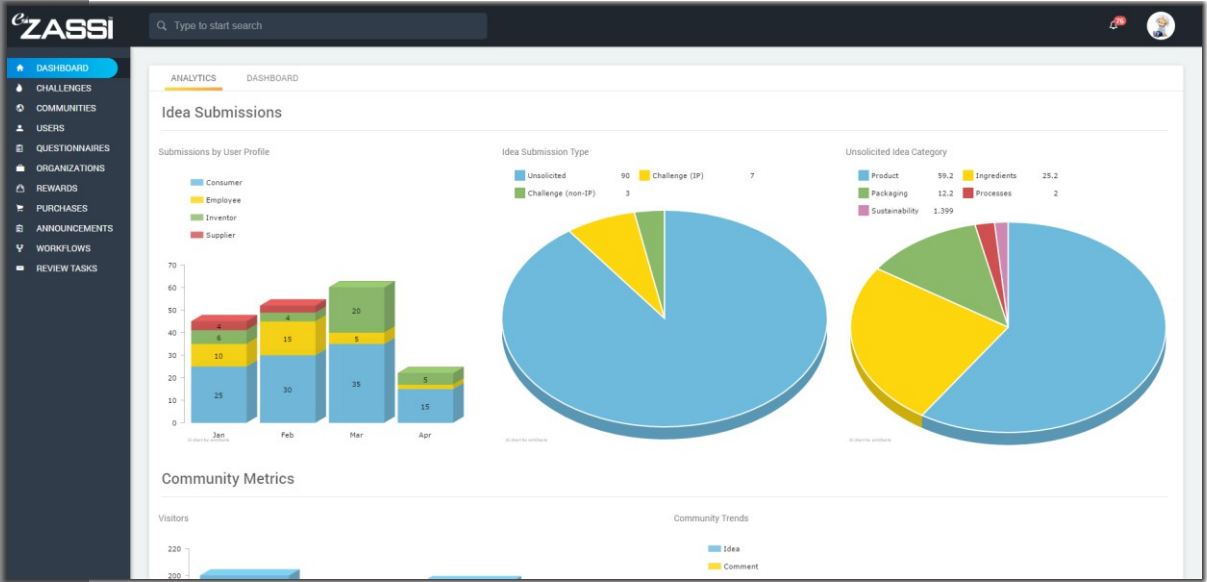 eZASSI
Type to start search
76
DASHBOARD
CHALLENGES
COMMUNITIES
USERS
QUESTIONNAIRES
ORGANIZATIONS
REWARDS
PURCHASES
ANNOUNCEMENTS
WORKFLOWS
REVIEW TASKS
ANALYTICS DASHBOARD
Idea Submissions
Submissions by User Profile
Consumer
Employee
Inventor
Supplier
70
60
50
40
30
20
10
0
4
6
10
25
4
15
30
20
5
35
5
15
Jan Feb Mar Apr
Idea Submission Type
Unsolicited 90 Challenge (IP) 7
Challenge (non-IP) 3
Unsolicited Idea Category
Product 59.2 Ingredients 25.2
Packaging 12.2 Processes 2
Sustainability 1.399
Community Metrics
Visitors
220
200
Community Trends
Idea
Comment